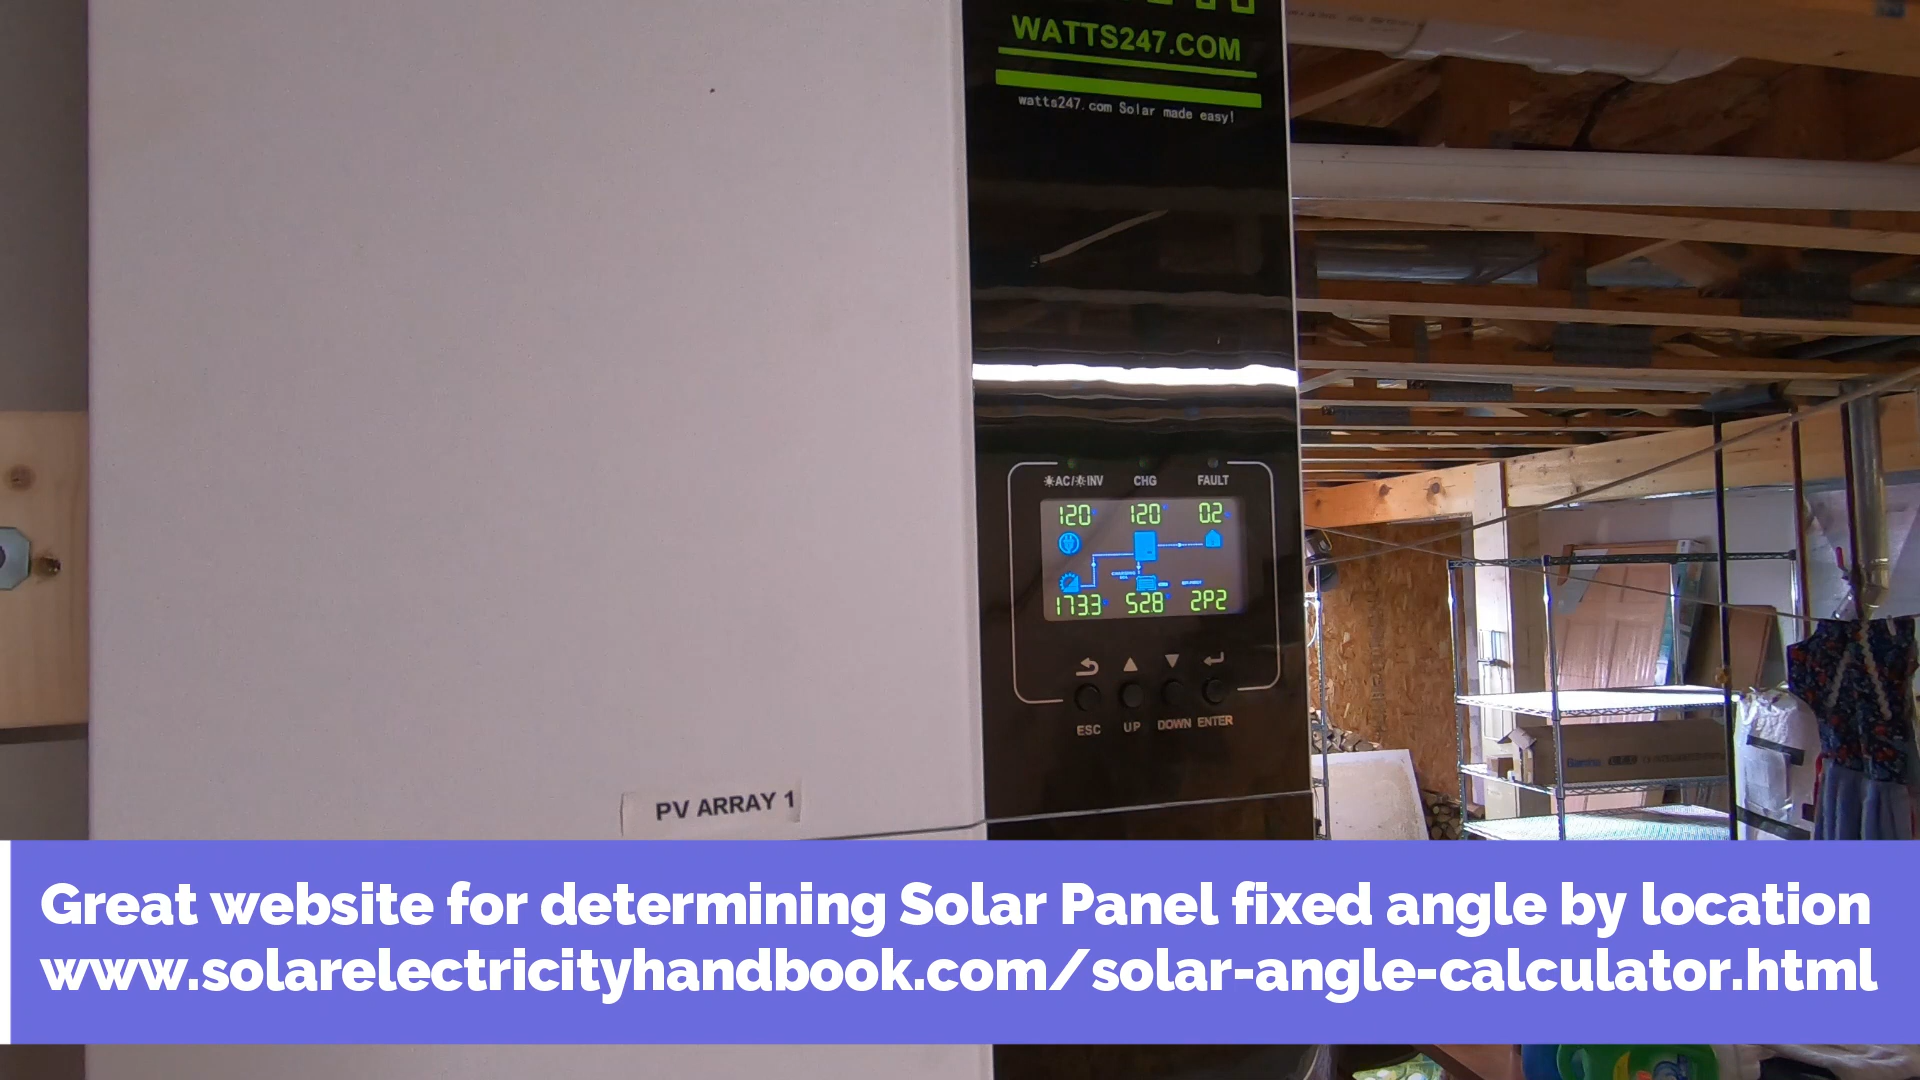 WATTS247.COM
watts247.com Solar made easy!
☀AC/☀INV CHG FAULT
120 120 02
173.3 528 2P2
ESC UP DOWN ENTER
PV ARRAY 1
Great website for determining Solar Panel fixed angle by location
www.solarelectricityhandbook.com/solar-angle-calculator.html